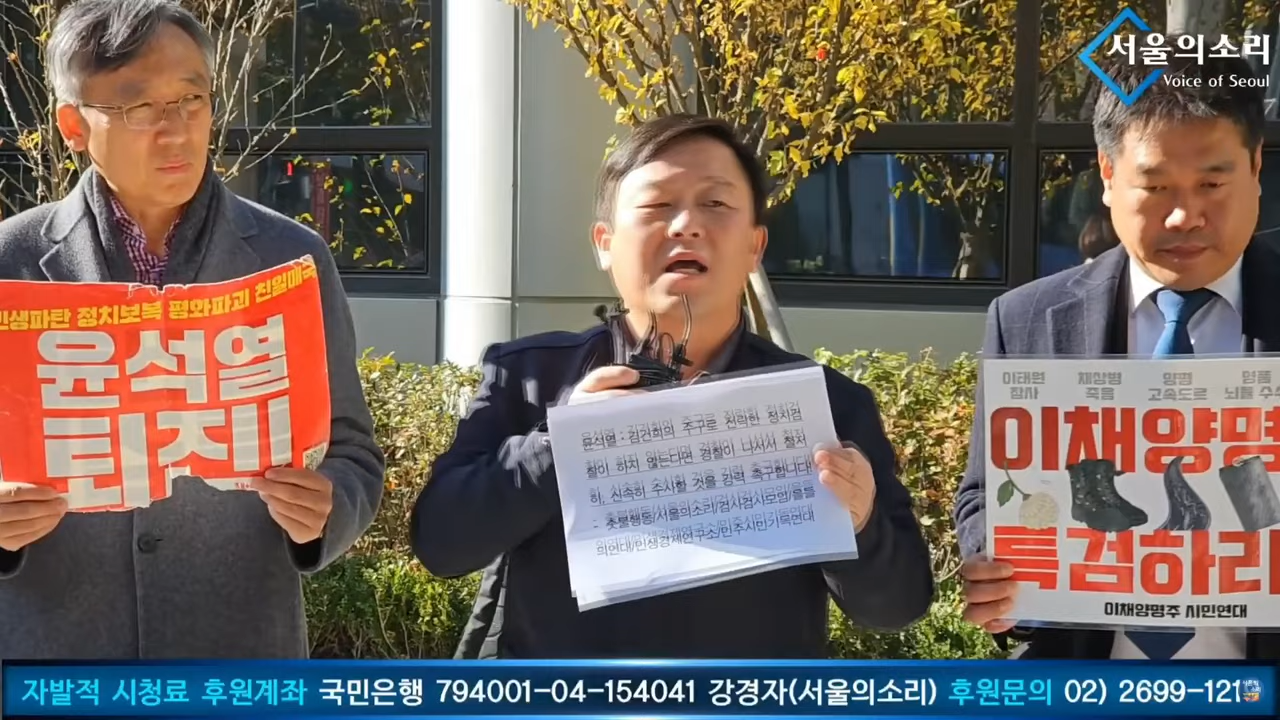 서울의소리
Voice of Seoul
민생파탄 정치보복 평화파괴 친일매국
윤석열
퇴진!!
윤석열 : 김건희의 주구로 전락한 정치검
찰이 하지 않는다면 경찰이 나서서 철저
히, 신속히 수사할 것을 강력 촉구합니다!
- 촛불행동/서울의소리/검사검사모임/을들
의연대/민생경제연구소/민주시민기록연대
이태원 참사
채상병 죽음
양평 고속도로
명품
이채양명
특검하라
이채양명주 시민연대
자발적 시청료 후원계좌 국민은행 794001-04-154041 강경자(서울의소리) 후원문의 02) 2699-121